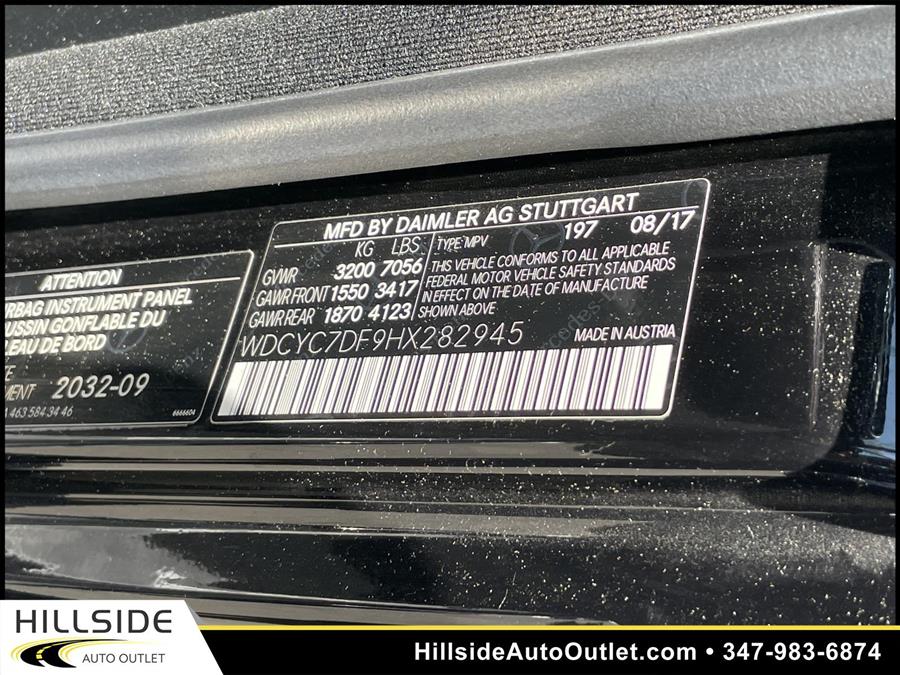 MFD BY DAIMLER AG STUTTGART
KG LBS TYPE: MPV 197 08/17
GVWR 3200 7056
GAWR FRONT 1550 3417
GAWR REAR 1870 4123
THIS VEHICLE CONFORMS TO ALL APPLICABLE
FEDERAL MOTOR VEHICLE SAFETY STANDARDS
IN EFFECT ON THE DATE OF MANUFACTURE
SHOWN ABOVE
WDCYC7DF9HX282945 MADE IN AUSTRIA
ATTENTION
RBAG INSTRUMENT PANEL
USSIN GONFLABLE DU
LEAU DE BORD
TE
MENT 2032-09
463 584 34 46 6666604
HILLSIDE
AUTO OUTLET
HillsideAutoOutlet.com • 347-983-6874